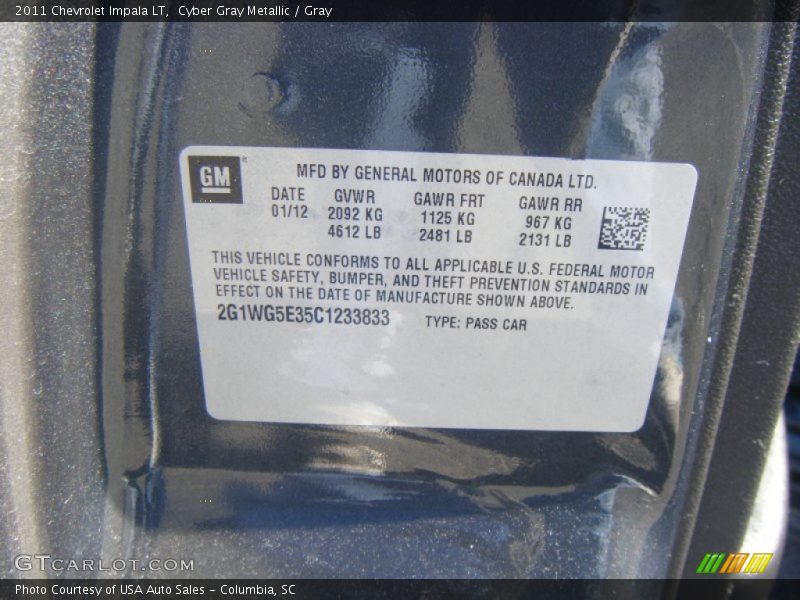 2011 Chevrolet Impala LT, Cyber Gray Metallic / Gray
GM
MFD BY GENERAL MOTORS OF CANADA LTD.
DATE GVWR GAWR FRT GAWR RR
01/12 2092 KG 1125 KG 967 KG
4612 LB 2481 LB 2131 LB
THIS VEHICLE CONFORMS TO ALL APPLICABLE U.S. FEDERAL MOTOR
VEHICLE SAFETY, BUMPER, AND THEFT PREVENTION STANDARDS IN
EFFECT ON THE DATE OF MANUFACTURE SHOWN ABOVE.
2G1WG5E35C1233833 TYPE: PASS CAR
GTCARLOT.COM
Photo Courtesy of USA Auto Sales – Columbia, SC